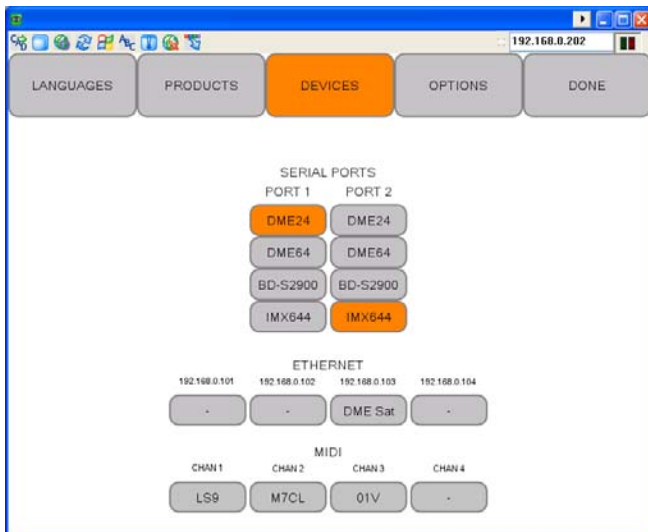 192.168.0.202
LANGUAGES PRODUCTS DEVICES OPTIONS DONE
SERIAL PORTS
PORT 1 PORT 2
DME24 DME24
DME64 DME64
BD-S2900 BD-S2900
IMX644 IMX644
ETHERNET
192.168.0.101 192.168.0.102 192.168.0.103 192.168.0.104
- - DME Sat -
MIDI
CHAN 1 CHAN 2 CHAN 3 CHAN 4
LS9 M7CL 01V -